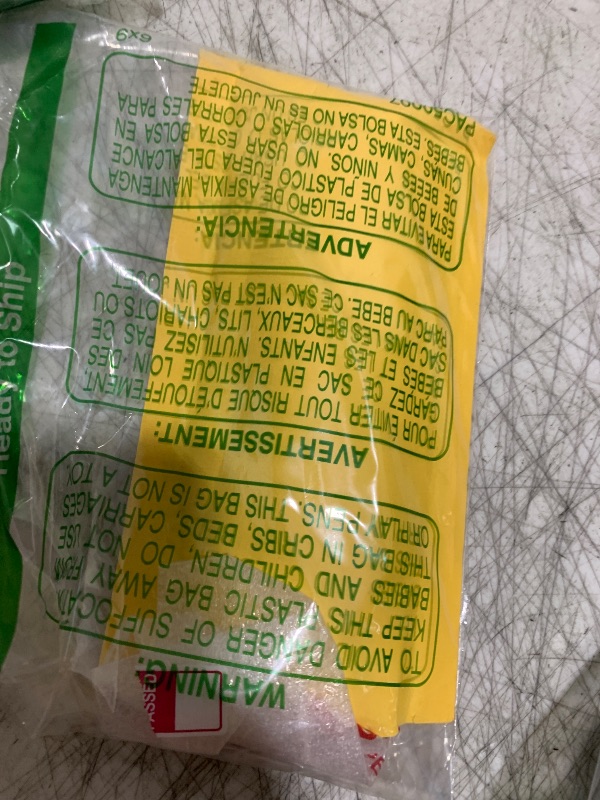 WARNING:
TO AVOID DANGER OF SUFFOCATI
KEEP THIS PLASTIC BAG AWAY FROM
BABIES AND CHILDREN, DO NOT USE
THIS BAG IN CRIBS, BEDS, CARRIAGES
OR PLAY PENS. THIS BAG IS NOT A TOY.
AVERTISSEMENT:
POUR ÉVITER TOUT RISQUE D'ÉTOUFFEMENT,
GARDEZ CE SAC EN PLASTIQUE LOIN DES
BÉBÉS ET LES ENFANTS. N'UTILISEZ PAS CE
SAC DANS LES BERCEAUX, LITS, CHARIOTS OU
PARC AU BEBE. CE SAC N'EST PAS UN JOUET
ADVERTENCIA:
PARA EVITAR EL PELIGRO DE ASFIXIA, MANTENGA
ESTA BOLSA DE PLASTICO FUERA DEL ALCANCE
DE BEBES Y NINOS. NO USAR ESTA BOLSA EN
CUNAS, CAMAS, CARRIOLAS O CORRALES PARA
BEBES. ESTA BOLSA NO ES UN JUGUETE
6x9
Ready to Ship
ASSED